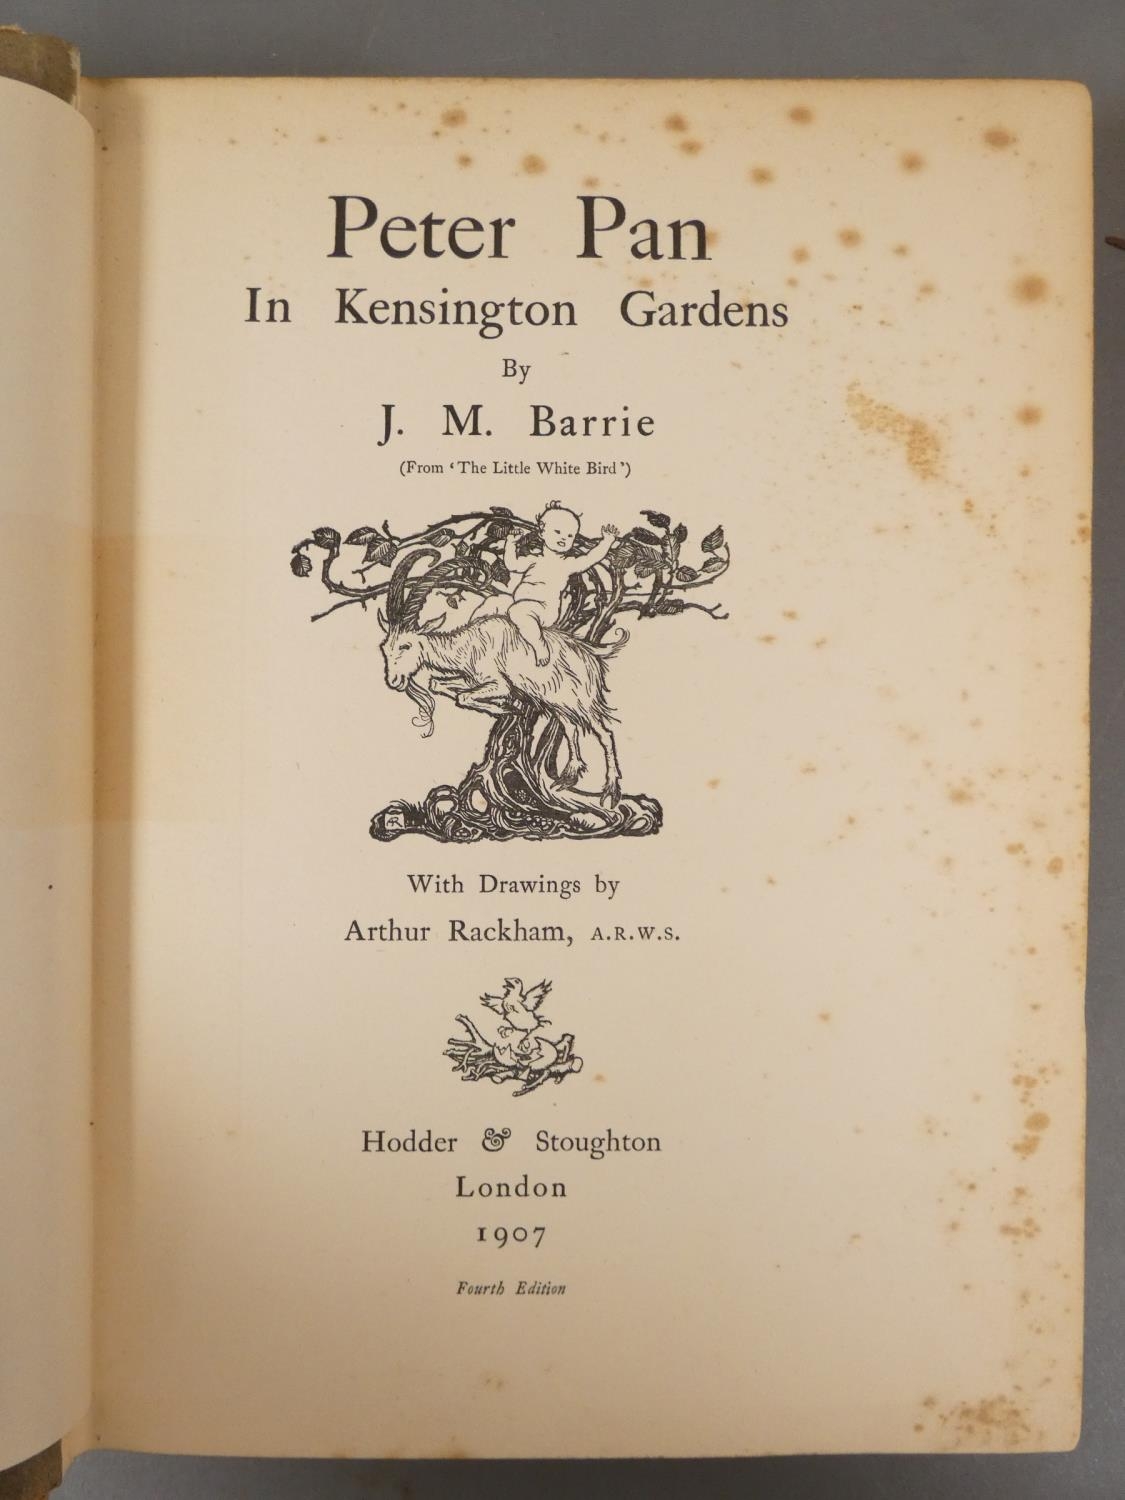 Peter Pan
In Kensington Gardens
By
J. M. Barrie
(From ‘The Little White Bird’)
AR
With Drawings by
Arthur Rackham, A.R.W.S.
Hodder & Stoughton
London
1907
Fourth Edition